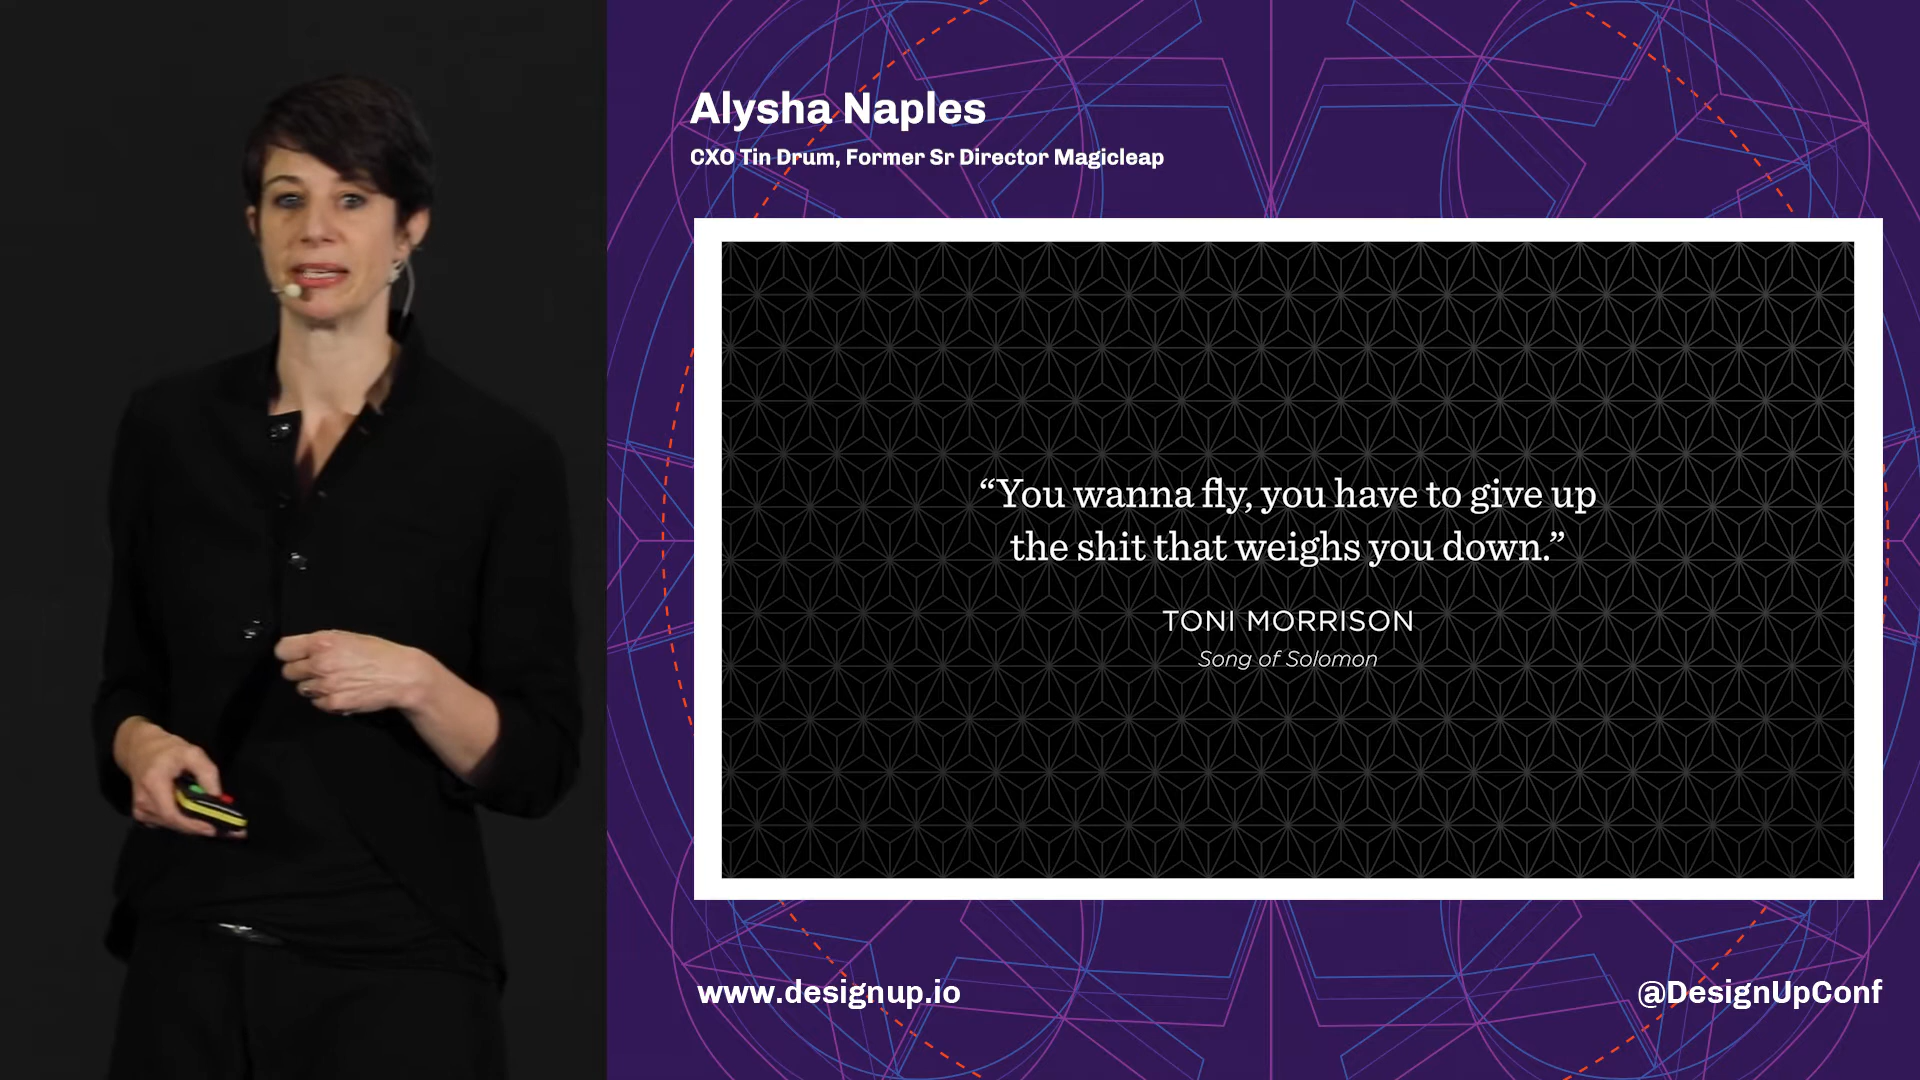 Alysha Naples
CXO Tin Drum, Former Sr Director Magicleap
“You wanna fly, you have to give up
the shit that weighs you down.”
TONI MORRISON
Song of Solomon
www.designup.io
@DesignUpConf